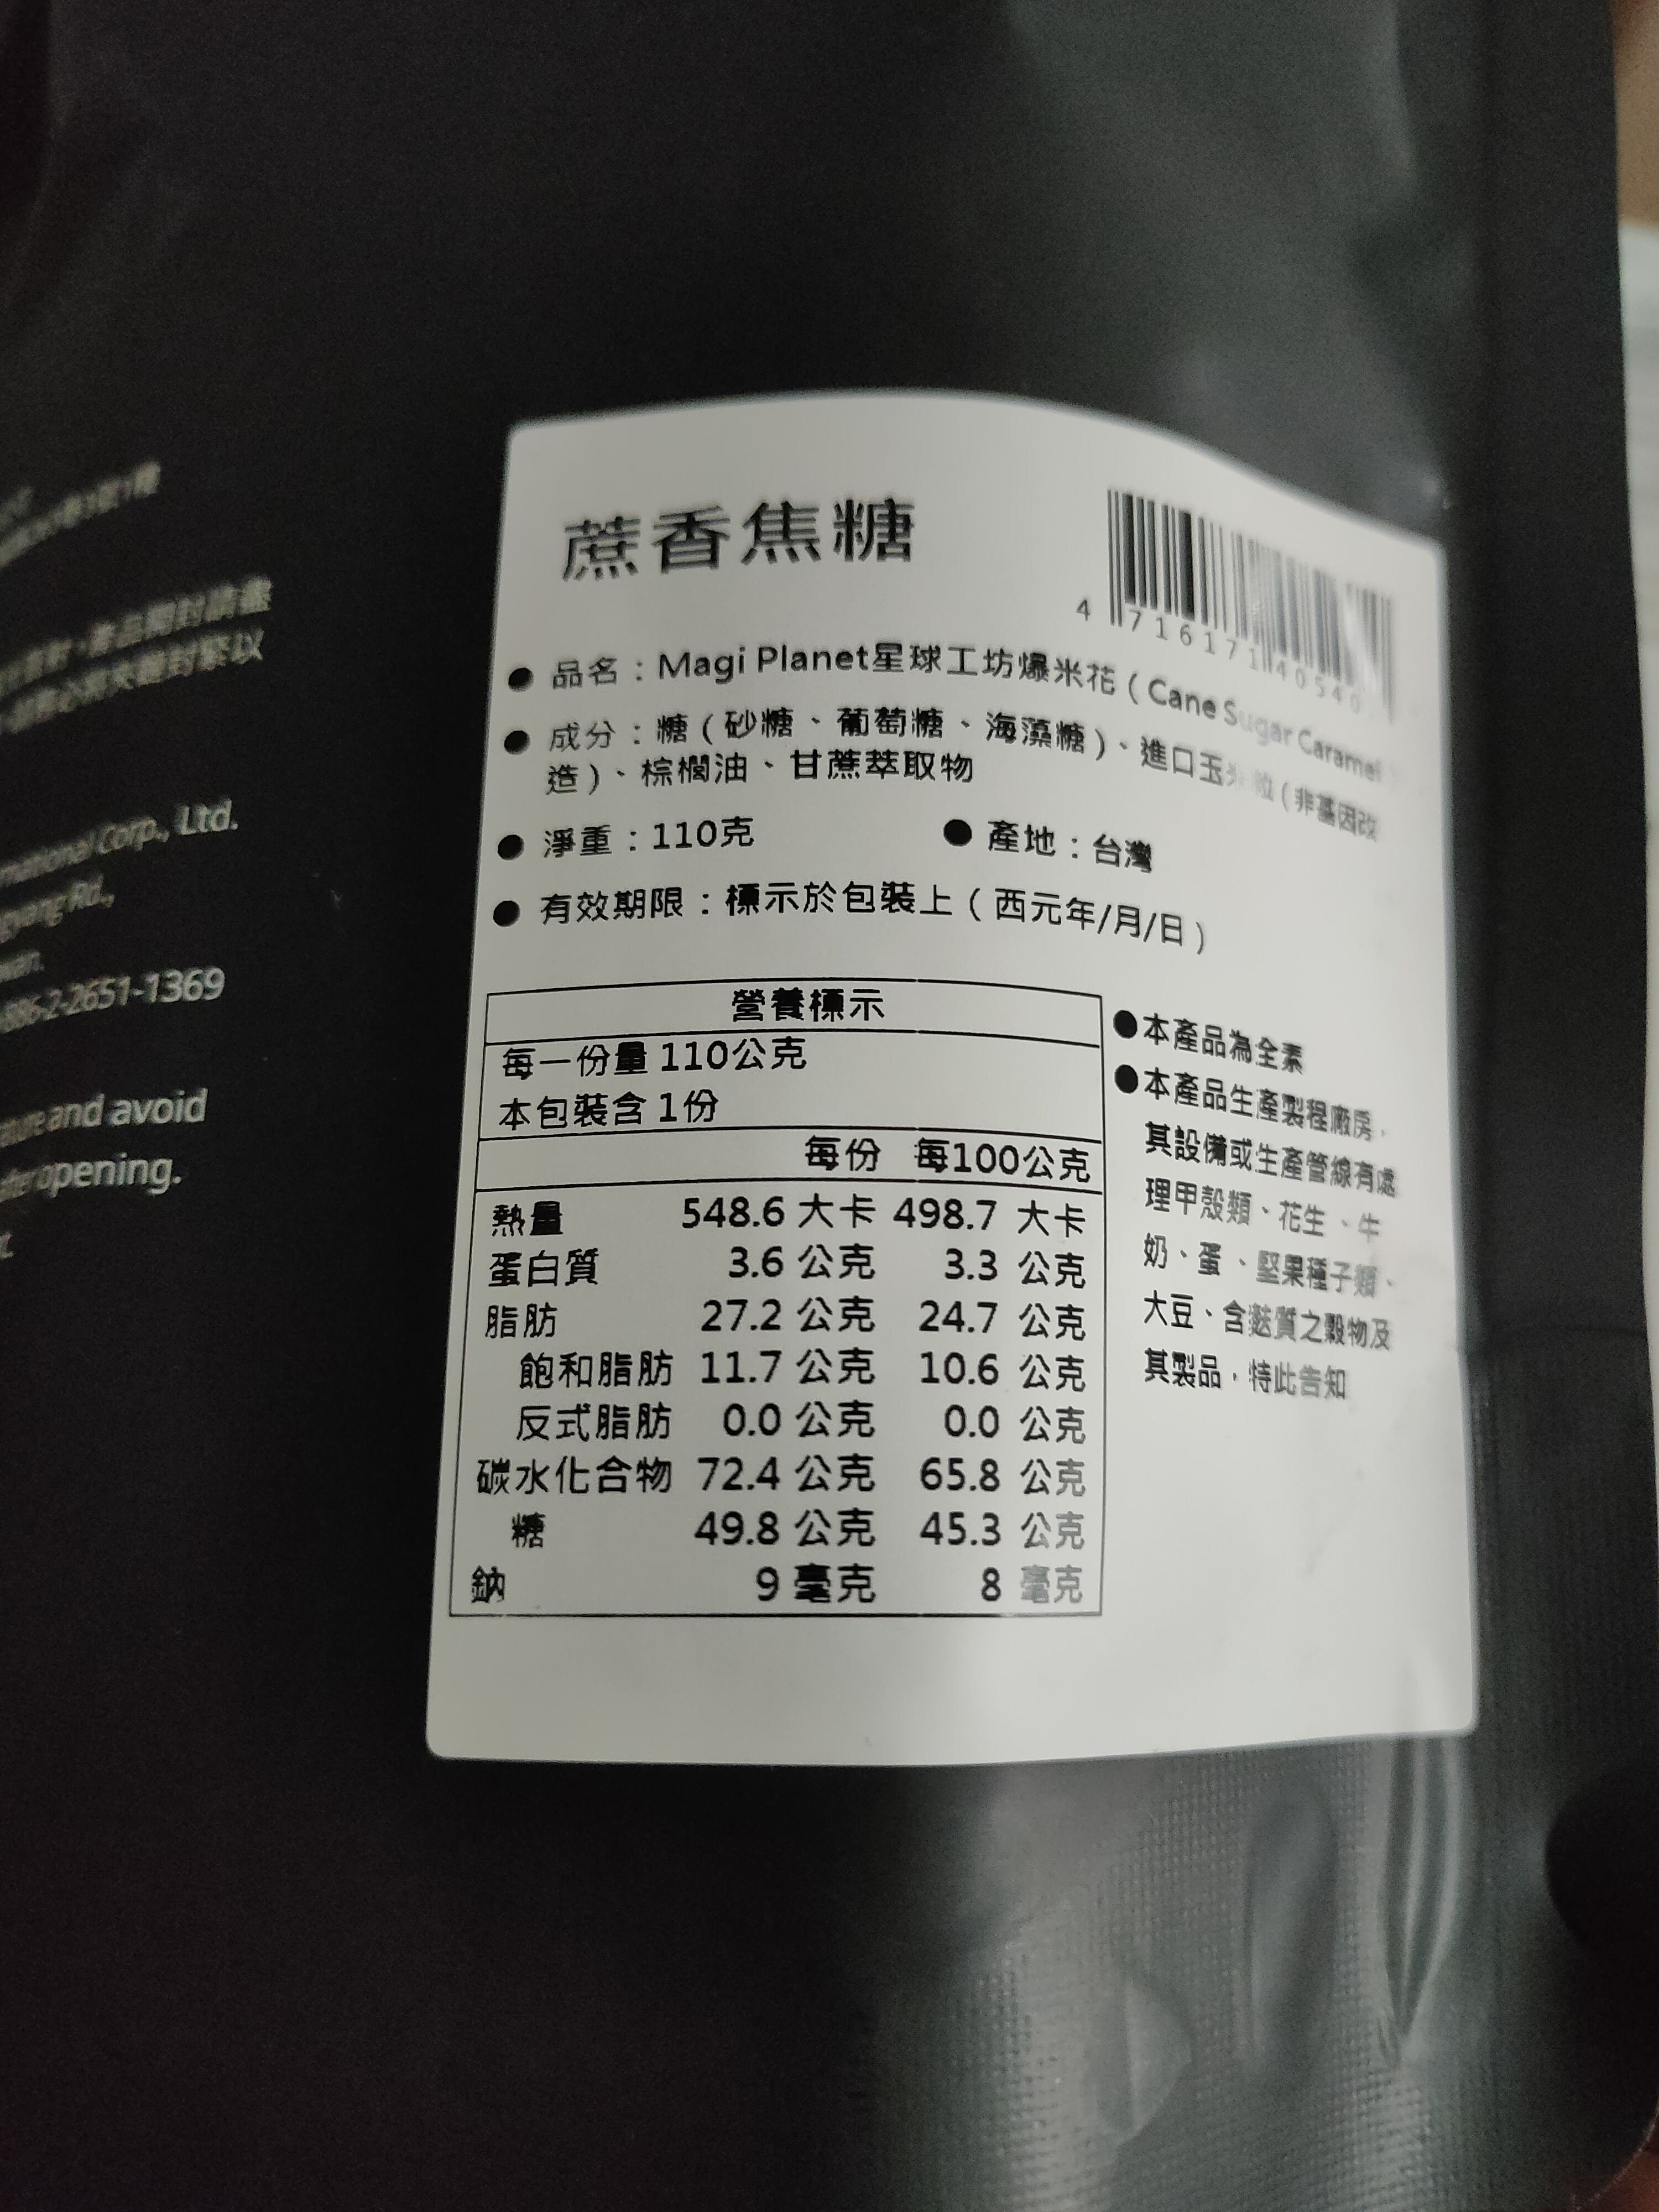 Corp., Ltd.
Rd.,
886-2-2651-1369
and avoid
opening.
蔗香焦糖
4 716171 40540
● 品名：Magi Planet星球工坊爆米花（Cane Sugar Caramel
● 成分：糖（砂糖、葡萄糖、海藻糖）、進口玉米粒（非基因改
造）、棕櫚油、甘蔗萃取物
● 淨重：110克 ● 產地：台灣
● 有效期限：標示於包裝上（西元年/月/日）
營養標示
每一份量 110公克
本包裝含 1份
每份 每100公克
熱量 548.6 大卡 498.7 大卡
蛋白質 3.6 公克 3.3 公克
脂肪 27.2 公克 24.7 公克
飽和脂肪 11.7 公克 10.6 公克
反式脂肪 0.0 公克 0.0 公克
碳水化合物 72.4 公克 65.8 公克
糖 49.8 公克 45.3 公克
鈉 9 毫克 8 毫克
●本產品為全素
●本產品生產製程廠房，
其設備或生產管線有處
理甲殼類、花生、牛
奶、蛋、堅果種子類、
大豆、含麩質之穀物及
其製品，特此告知